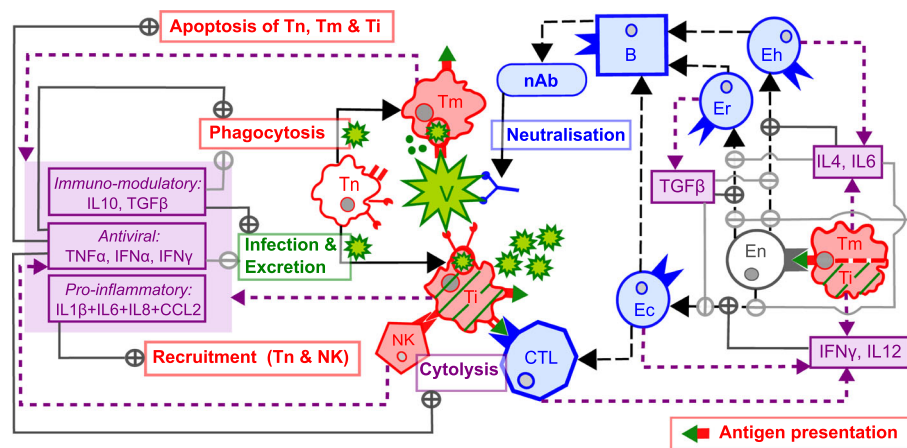 Apoptosis of Tn, Tm & Ti
Eh
B
Tm
nAb
Er
Phagocytosis
Neutralisation
IL4, IL6
Immuno-modulatory:
IL10, TGFβ
Tn
V
TGFβ
Antiviral:
TNFα, IFNα, IFNγ
Infection &
Excretion
En
Tm
Ti
Pro-inflammatory:
IL1β+IL6+IL8+CCL2
Ti
Ec
NK
CTL
IFNγ, IL12
Recruitment (Tn & NK)
Cytolysis
Antigen presentation